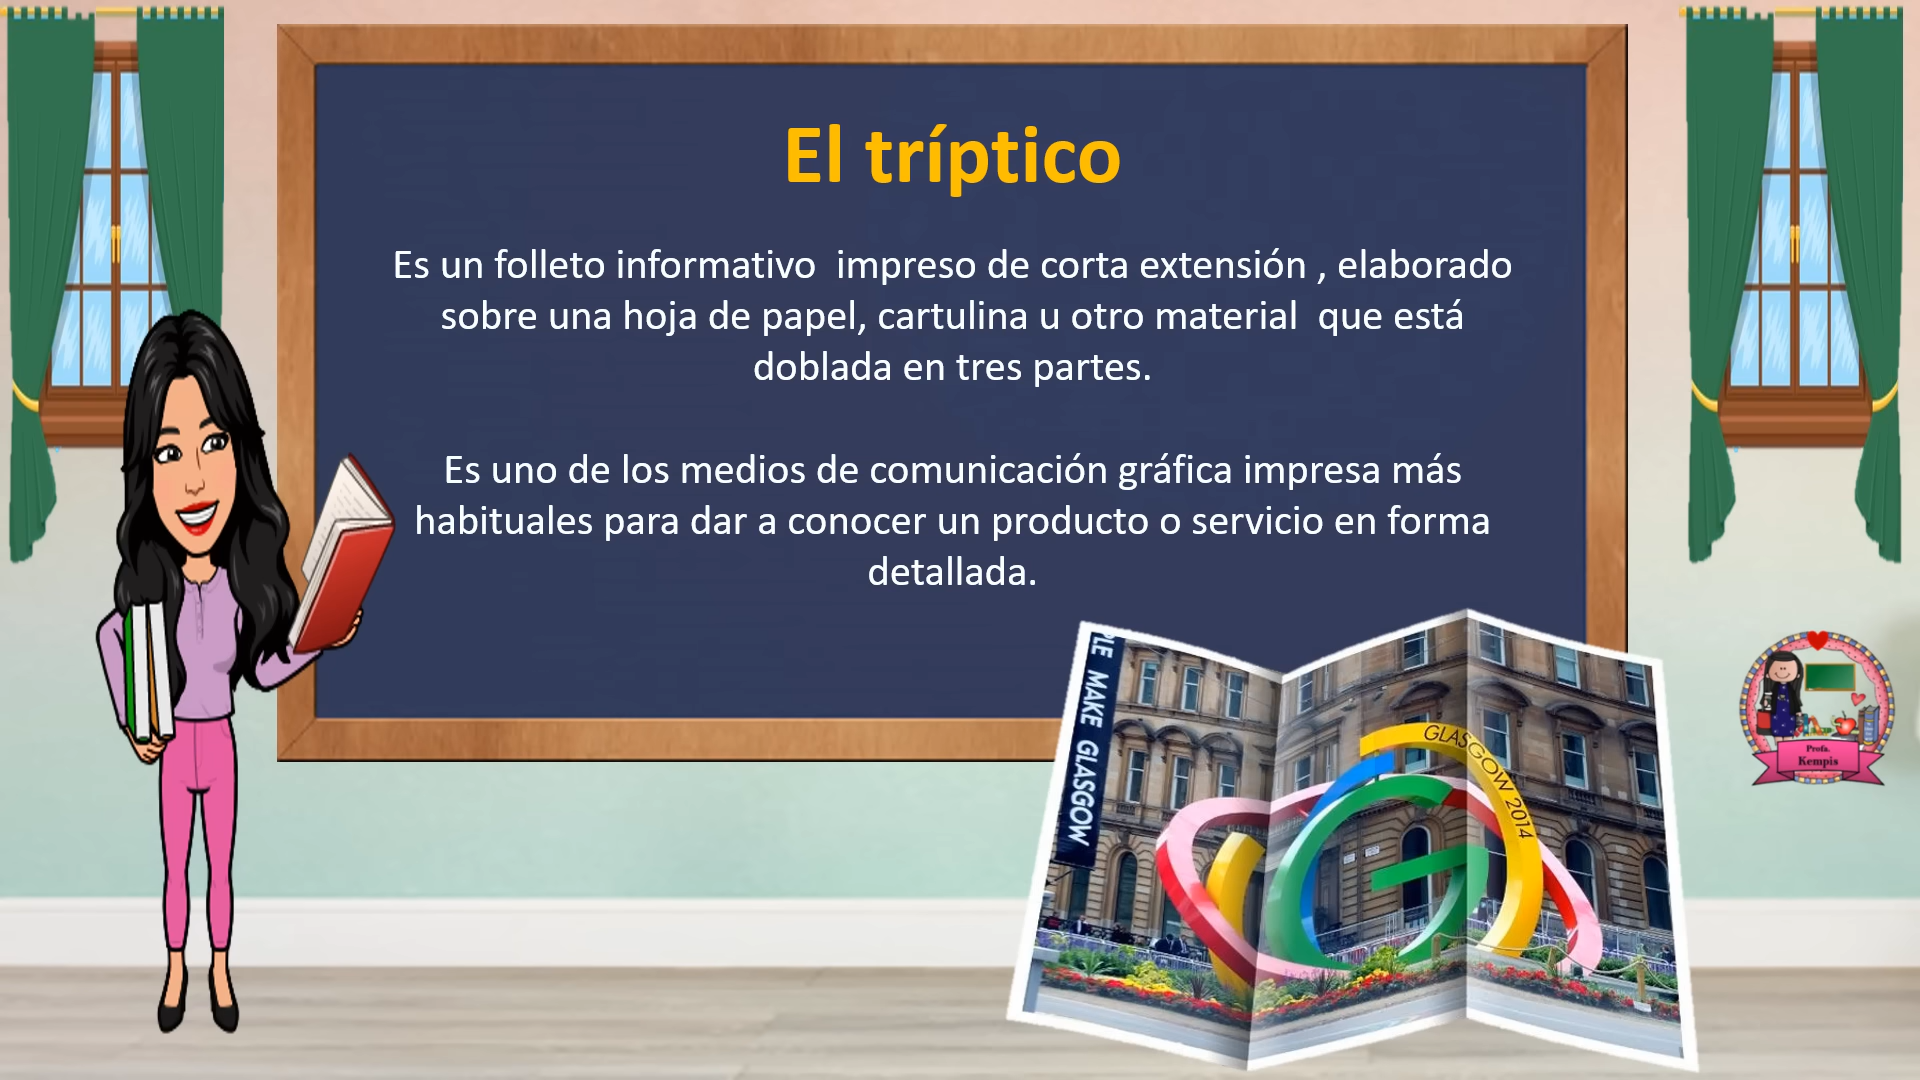 El tríptico
Es un folleto informativo  impreso de corta extensión , elaborado
sobre una hoja de papel, cartulina u otro material  que está
doblada en tres partes.
Es uno de los medios de comunicación gráfica impresa más
habituales para dar a conocer un producto o servicio en forma
detallada.
MAKE GLASGOW
GLASGOW 2014
Profa.
Kempis